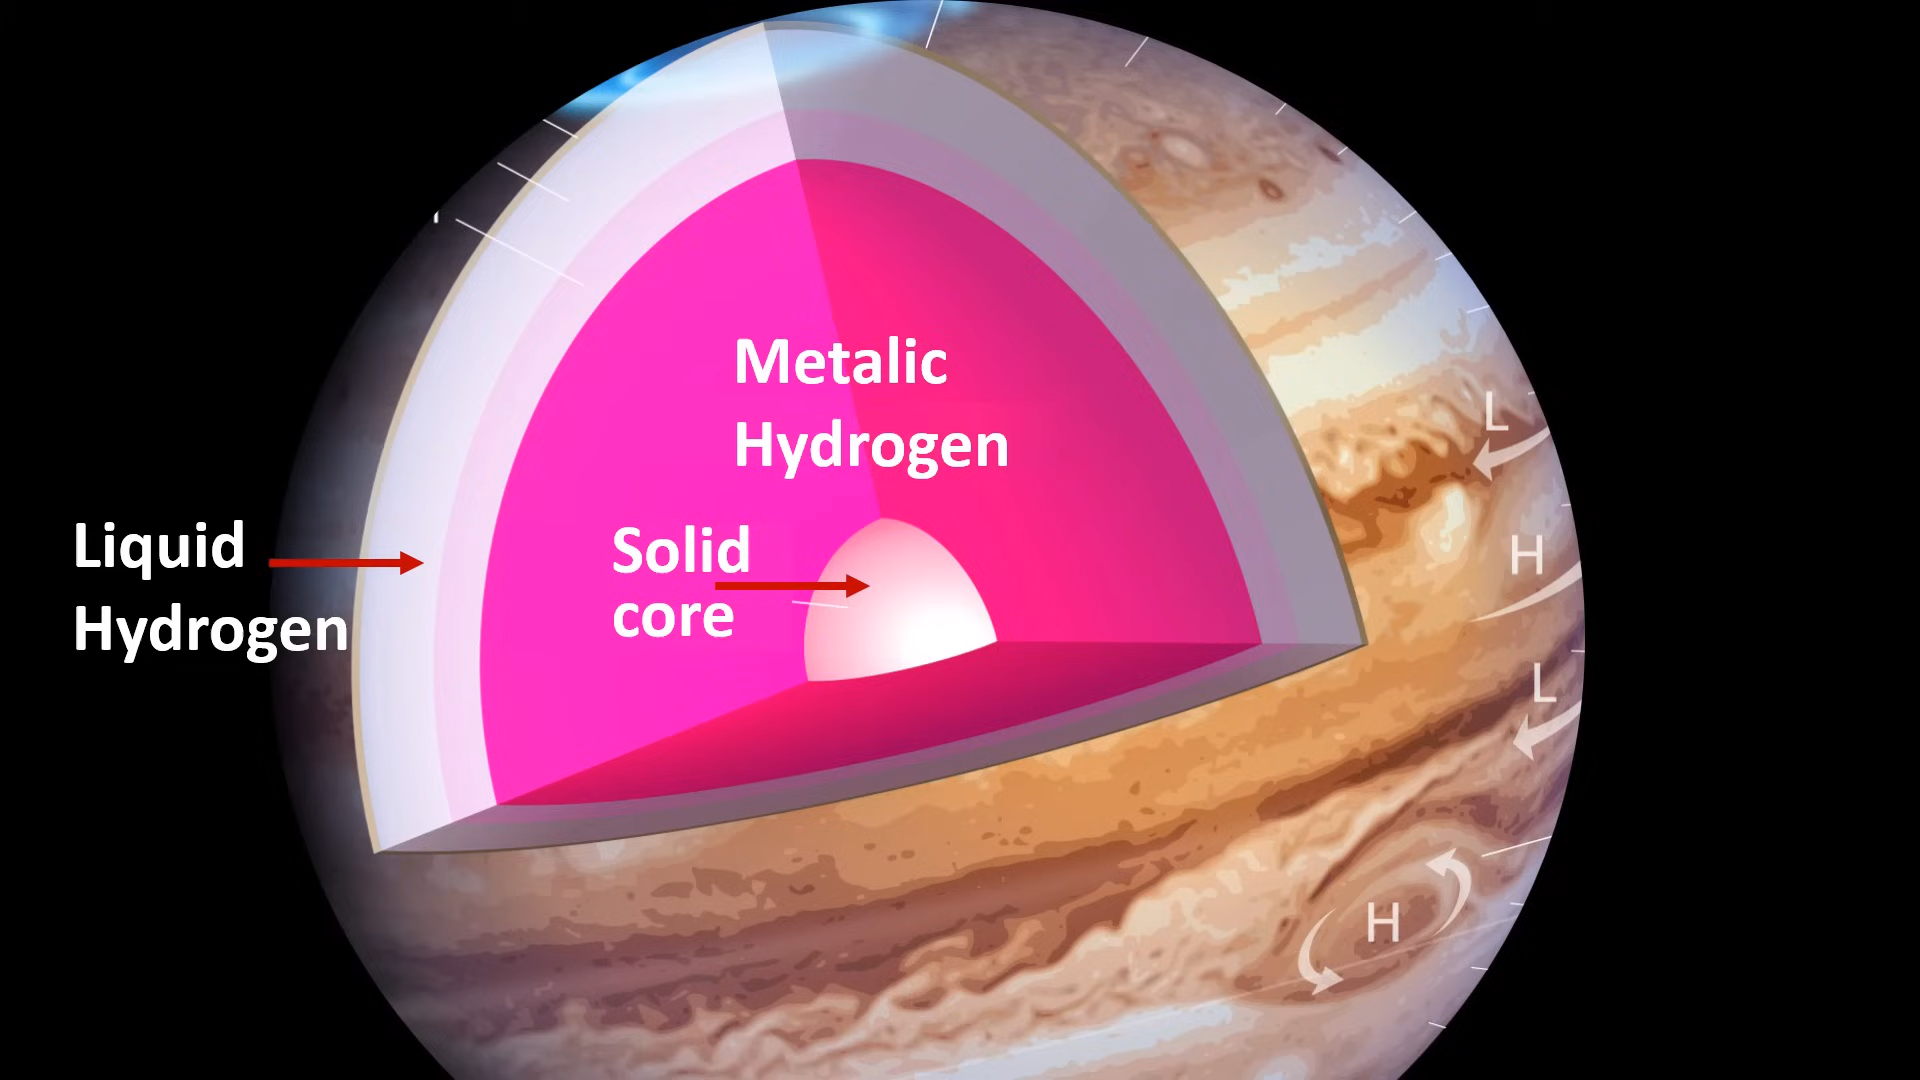 Metalic
Hydrogen
Liquid
Hydrogen
Solid
core
L
H
L
H